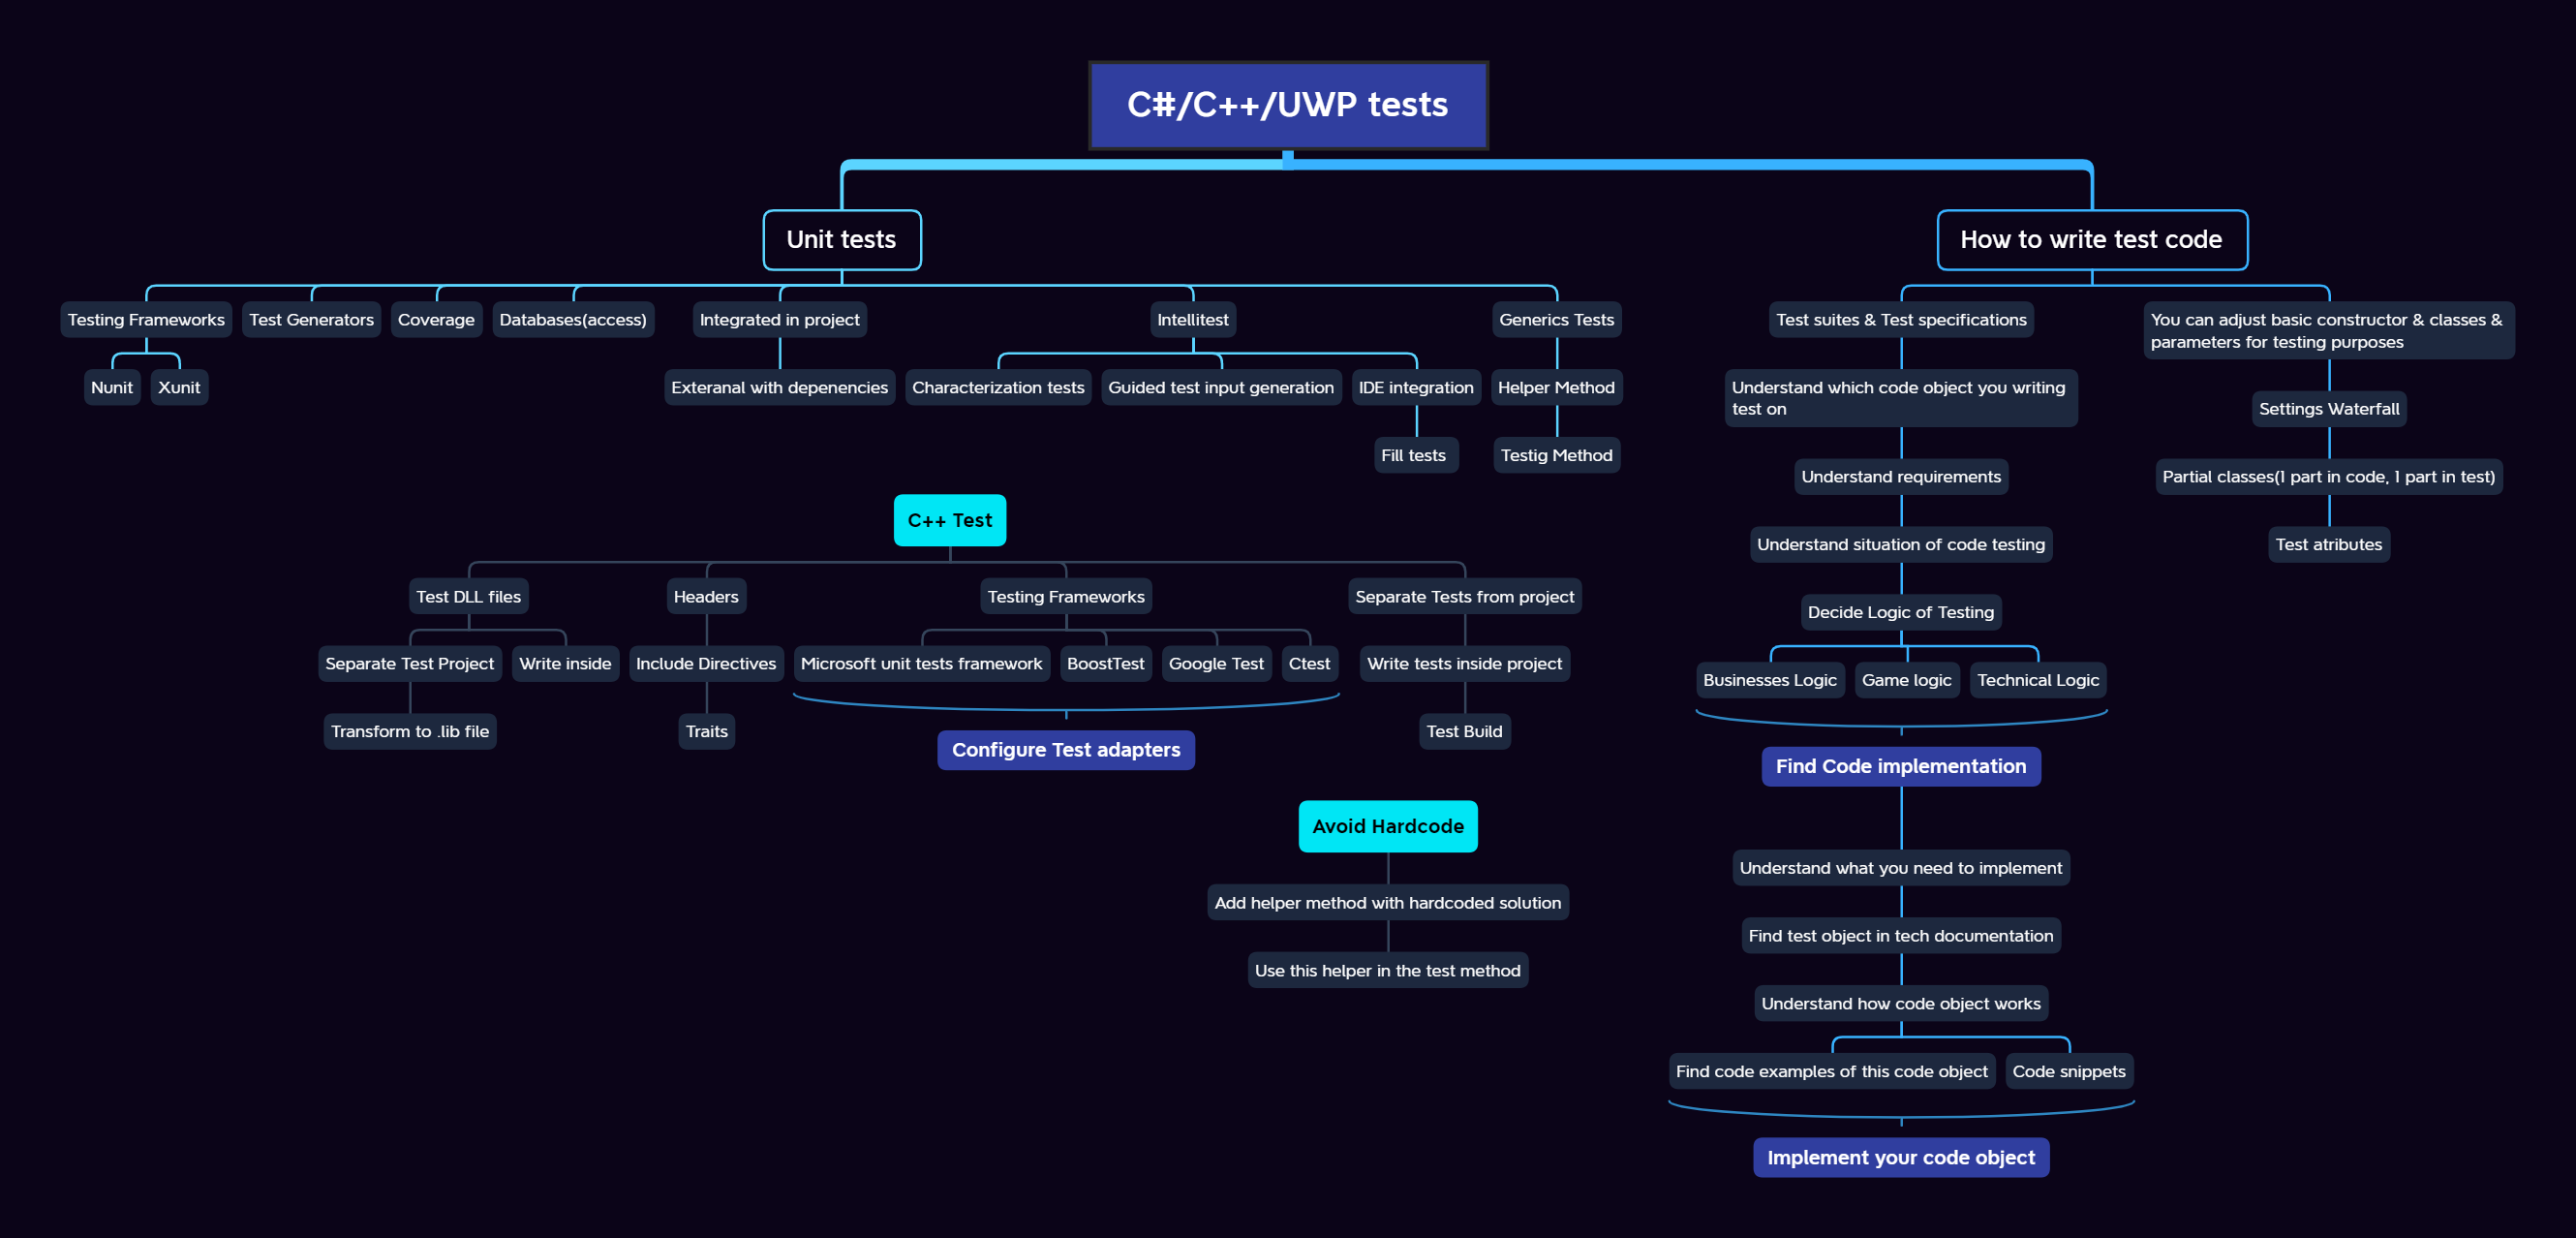 C#/C++/UWP tests
Unit tests
How to write test code
Testing Frameworks
Test Generators
Coverage
Databases(access)
Integrated in project
Intellitest
Generics Tests
Test suites & Test specifications
You can adjust basic constructor & classes &
parameters for testing purposes
Nunit
Xunit
Exteranal with depenencies
Characterization tests
Guided test input generation
IDE integration
Helper Method
Understand which code object you writing
test on
Settings Waterfall
Fill tests
Testig Method
Understand requirements
Partial classes(1 part in code, 1 part in test)
C++ Test
Understand situation of code testing
Test atributes
Test DLL files
Headers
Testing Frameworks
Separate Tests from project
Decide Logic of Testing
Separate Test Project
Write inside
Include Directives
Microsoft unit tests framework
BoostTest
Google Test
Ctest
Write tests inside project
Businesses Logic
Game logic
Technical Logic
Transform to .lib file
Traits
Configure Test adapters
Test Build
Find Code implementation
Avoid Hardcode
Understand what you need to implement
Add helper method with hardcoded solution
Find test object in tech documentation
Use this helper in the test method
Understand how code object works
Find code examples of this code object
Code snippets
Implement your code object